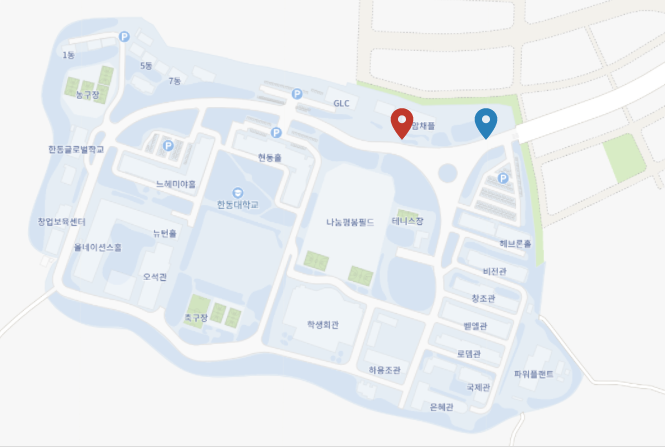 1동
P
5동
7동
농구장
P
GLC
P
현동홀
P
한동글로벌학교
느헤미야홀
한동대학교
P
창업보육센터
뉴턴홀
나눔평봉필드
테니스장
올네이션스홀
헤브론홀
오석관
비전관
창조관
축구장
학생회관
벧엘관
로뎀관
하용조관
파워플랜트
국제관
은혜관